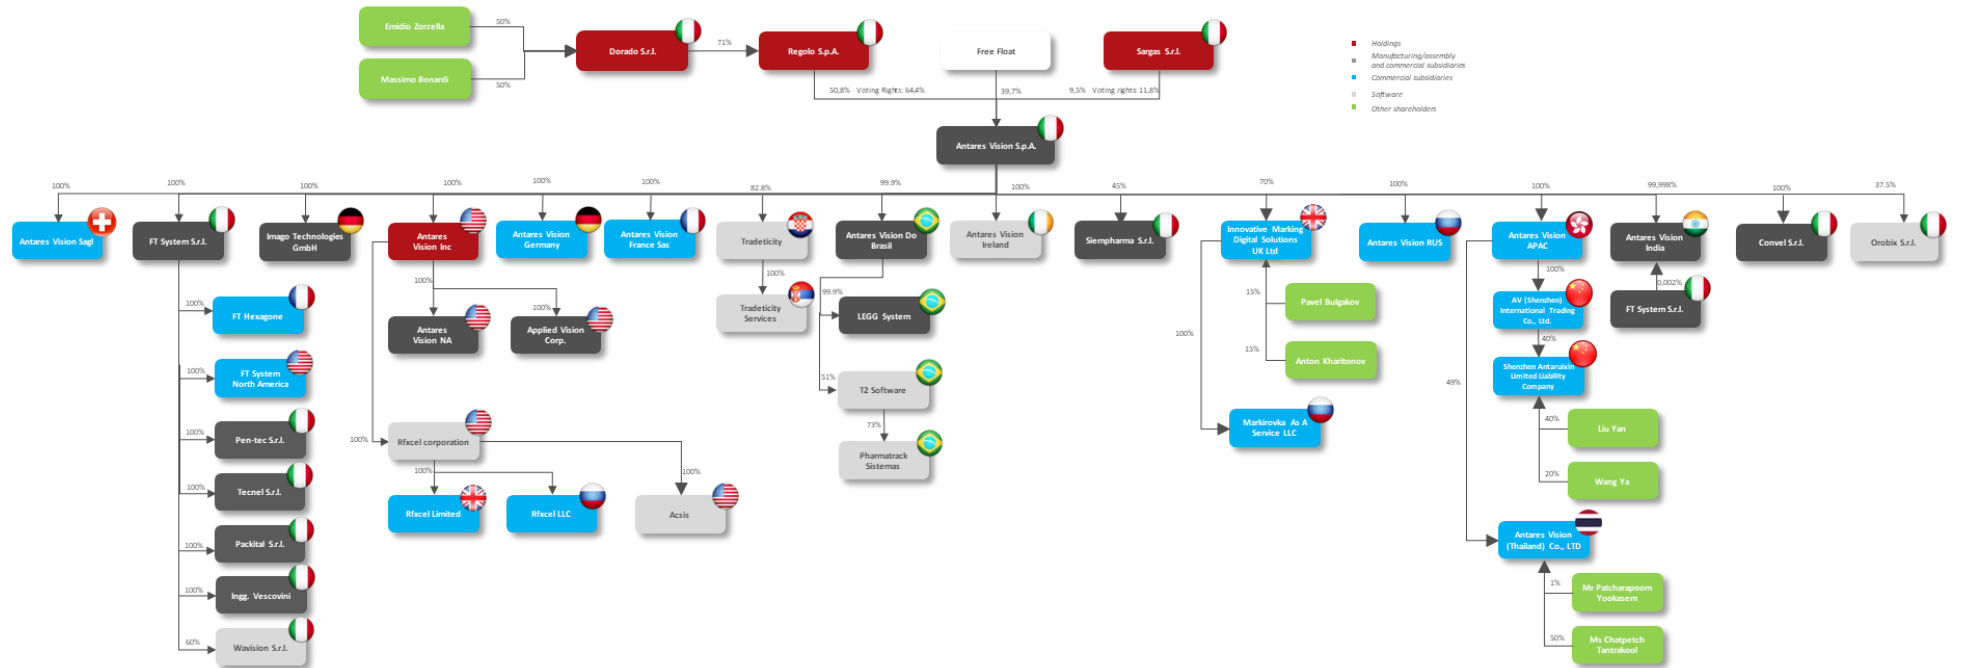 Emidio Zorzella
50%
Massimo Bonardi
50%
Dorado S.r.l.
71%
Regolo S.p.A.
Free Float
Sargas S.r.l.
Holdings
Manufacturing/assembly
and commercial subsidiaries
Commercial subsidiaries
Software
Other shareholders
50,8% - Voting Rights: 64,4%
39,7%
9,5% - Voting rights: 11,8%
Antares Vision S.p.A.
100%
100%
100%
100%
100%
100%
82.8%
99.9%
100%
45%
70%
100%
100%
99,998%
100%
37.5%
Antares Vision Sagl
FT System S.r.l.
Imago Technologies
GmbH
Antares
Vision Inc
Antares Vision
Germany
Antares Vision
France Sas
Tradeticity
Antares Vision Do
Brasil
Antares Vision
Ireland
Siempharma S.r.l.
Innovative Marking
Digital Solutions
UK Ltd
Antares Vision RUS
Antares Vision
APAC
Antares Vision
India
Convel S.r.l.
Orobix S.r.l.
100%
FT Hexagone
100%
FT System
North America
100%
Pen-tec S.r.l.
100%
Tecnel S.r.l.
100%
Packital S.r.l.
100%
Ingg. Vescovini
60%
Wavision S.r.l.
100%
Antares
Vision NA
100%
Applied Vision
Corp.
100%
Rfxcel corporation
100%
Rfxcel Limited
Rfxcel LLC
100%
Acsis
100%
Tradeticity
Services
99.9%
LEGG System
51%
T2 Software
73%
Pharmatrack
Sistemas
15%
Pavel Bulgakov
15%
Anton Kharitonov
100%
Markirovka As A
Service LLC
100%
AV (Shenzhen)
International Trading
Co., Ltd.
40%
Shenzhen Antaruixin
Limited Liability
Company
40%
Liu Yan
20%
Wang Ya
49%
Antares Vision
(Thailand) Co., LTD
1%
Mr Patcharapoom
Yookasem
50%
Ms Chatpetch
Tantrakool
0,002%
FT System S.r.l.